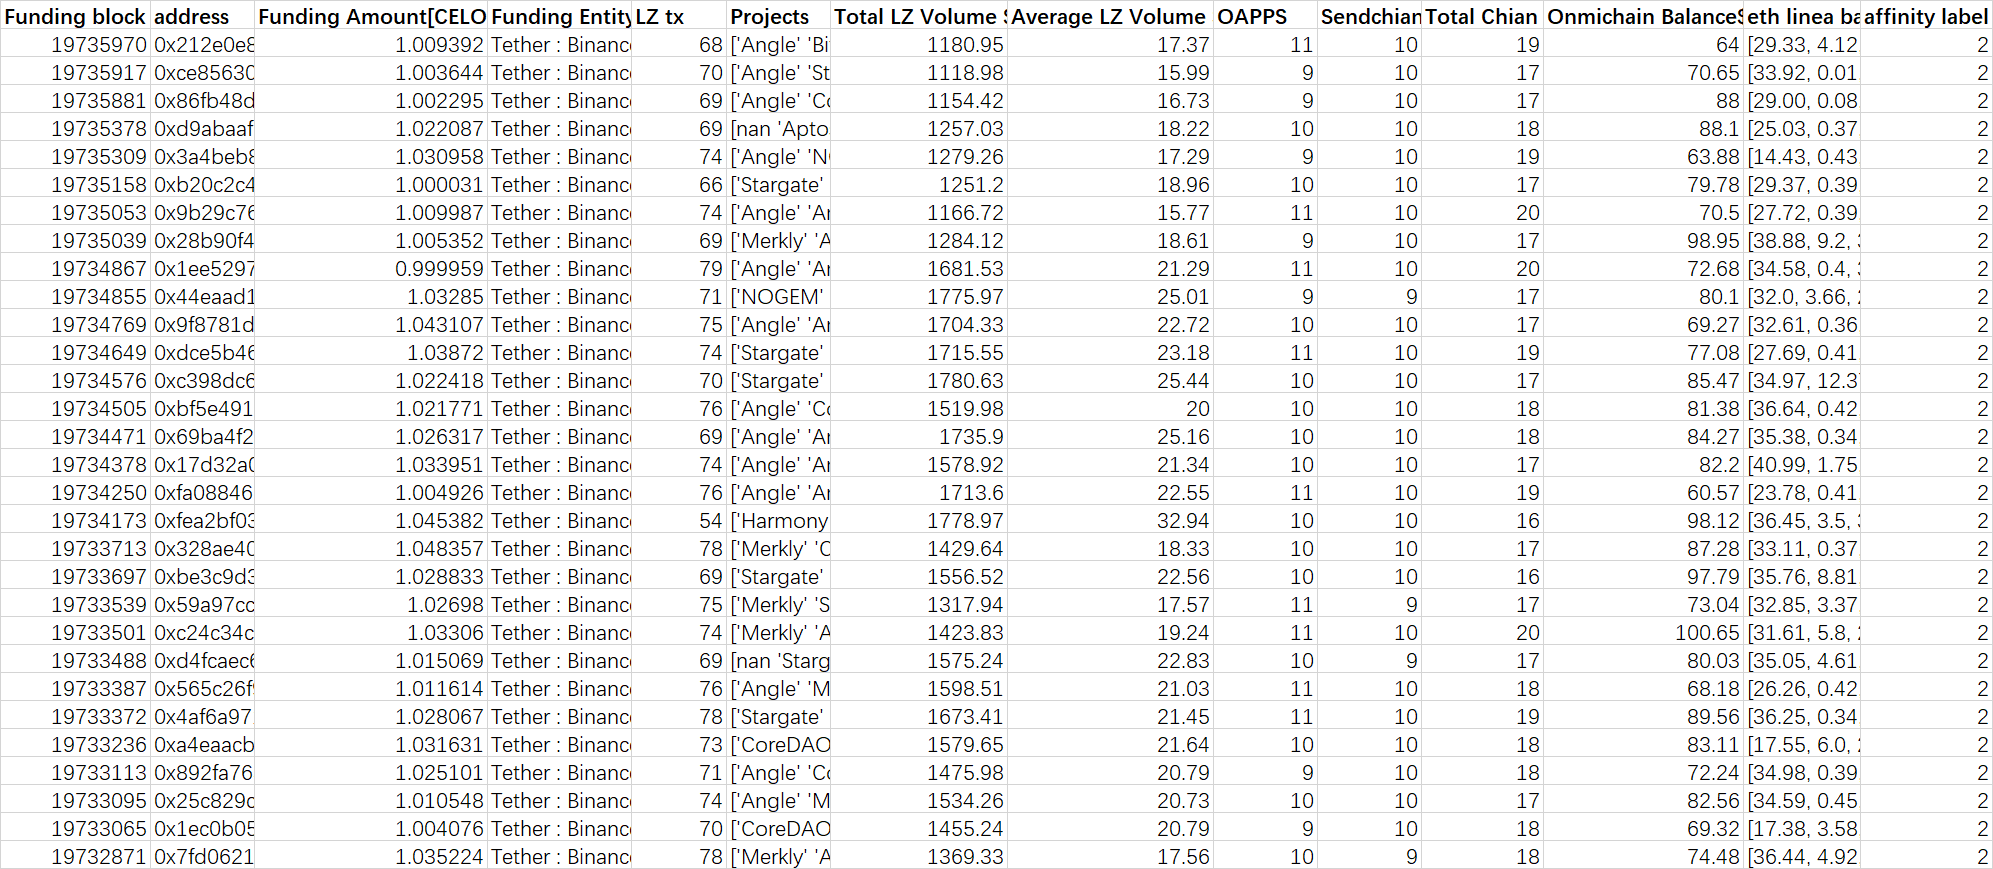 Funding block address Funding Amount[CELO Funding Entity LZ tx Projects Total LZ Volume Average LZ Volume OAPPS Sendchian Total Chian Onmichain Balance$ eth linea ba affinity label
19735970 0x212e0e8 1.009392 Tether : Binanc 68 ['Angle' 'Bi 1180.95 17.37 11 10 19 64 [29.33, 4.12 2
19735917 0xce85630 1.003644 Tether : Binanc 70 ['Angle' 'St 1118.98 15.99 9 10 17 70.65 [33.92, 0.01 2
19735881 0x86fb48d 1.002295 Tether : Binanc 69 ['Angle' 'Co 1154.42 16.73 9 10 17 88 [29.00, 0.08 2
19735378 0xd9abaaf 1.022087 Tether : Binanc 69 [nan 'Apto 1257.03 18.22 10 10 18 88.1 [25.03, 0.37 2
19735309 0x3a4beb8 1.030958 Tether : Binanc 74 ['Angle' 'N 1279.26 17.29 9 10 19 63.88 [14.43, 0.43 2
19735158 0xb20c2c4 1.000031 Tether : Binanc 66 ['Stargate' 1251.2 18.96 10 10 17 79.78 [29.37, 0.39 2
19735053 0x9b29c76 1.009987 Tether : Binanc 74 ['Angle' 'Ar 1166.72 15.77 11 10 20 70.5 [27.72, 0.39 2
19735039 0x28b90f4 1.005352 Tether : Binanc 69 ['Merkly' 'A 1284.12 18.61 9 10 17 98.95 [38.88, 9.2, 2
19734867 0x1ee5297 0.999959 Tether : Binanc 79 ['Angle' 'Ar 1681.53 21.29 11 10 20 72.68 [34.58, 0.4, 2
19734855 0x44eaad1 1.03285 Tether : Binanc 71 ['NOGEM' 1775.97 25.01 9 9 17 80.1 [32.0, 3.66, 2
19734769 0x9f8781d 1.043107 Tether : Binanc 75 ['Angle' 'Ar 1704.33 22.72 10 10 17 69.27 [32.61, 0.36 2
19734649 0xdce5b46 1.03872 Tether : Binanc 74 ['Stargate' 1715.55 23.18 11 10 19 77.08 [27.69, 0.41 2
19734576 0xc398dc6 1.022418 Tether : Binanc 70 ['Stargate' 1780.63 25.44 10 10 17 85.47 [34.97, 12.3 2
19734505 0xbf5e491 1.021771 Tether : Binanc 76 ['Angle' 'Co 1519.98 20 10 10 18 81.38 [36.64, 0.42 2
19734471 0x69ba4f2 1.026317 Tether : Binanc 69 ['Angle' 'Ar 1735.9 25.16 10 10 18 84.27 [35.38, 0.34 2
19734378 0x17d32a0 1.033951 Tether : Binanc 74 ['Angle' 'Ar 1578.92 21.34 10 10 17 82.2 [40.99, 1.75 2
19734250 0xfa08846 1.004926 Tether : Binanc 76 ['Angle' 'Ar 1713.6 22.55 11 10 19 60.57 [23.78, 0.41 2
19734173 0xfea2bf03 1.045382 Tether : Binanc 54 ['Harmony 1778.97 32.94 10 10 16 98.12 [36.45, 3.5, 2
19733713 0x328ae40 1.048357 Tether : Binanc 78 ['Merkly' 'C 1429.64 18.33 10 10 17 87.28 [33.11, 0.37 2
19733697 0xbe3c9d3 1.028833 Tether : Binanc 69 ['Stargate' 1556.52 22.56 10 10 16 97.79 [35.76, 8.81 2
19733539 0x59a97cc 1.02698 Tether : Binanc 75 ['Merkly' 'S 1317.94 17.57 11 9 17 73.04 [32.85, 3.37 2
19733501 0xc24c34c 1.03306 Tether : Binanc 74 ['Merkly' 'A 1423.83 19.24 11 10 20 100.65 [31.61, 5.8, 2
19733488 0xd4fcaec6 1.015069 Tether : Binanc 69 [nan 'Starg 1575.24 22.83 10 9 17 80.03 [35.05, 4.61 2
19733387 0x565c26f 1.011614 Tether : Binanc 76 ['Angle' 'M 1598.51 21.03 11 10 18 68.18 [26.26, 0.42 2
19733372 0x4af6a97 1.028067 Tether : Binanc 78 ['Stargate' 1673.41 21.45 11 10 19 89.56 [36.25, 0.34 2
19733236 0xa4eaacb 1.031631 Tether : Binanc 73 ['CoreDAO 1579.65 21.64 10 10 18 83.11 [17.55, 6.0, 2
19733113 0x892fa76 1.025101 Tether : Binanc 71 ['Angle' 'Co 1475.98 20.79 9 10 18 72.24 [34.98, 0.39 2
19733095 0x25c829c 1.010548 Tether : Binanc 74 ['Angle' 'M 1534.26 20.73 10 10 17 82.56 [34.59, 0.45 2
19733065 0x1ec0b05 1.004076 Tether : Binanc 70 ['CoreDAO 1455.24 20.79 9 10 18 69.32 [17.38, 3.58 2
19732871 0x7fd0621 1.035224 Tether : Binanc 78 ['Merkly' 'A 1369.33 17.56 10 9 18 74.48 [36.44, 4.92 2